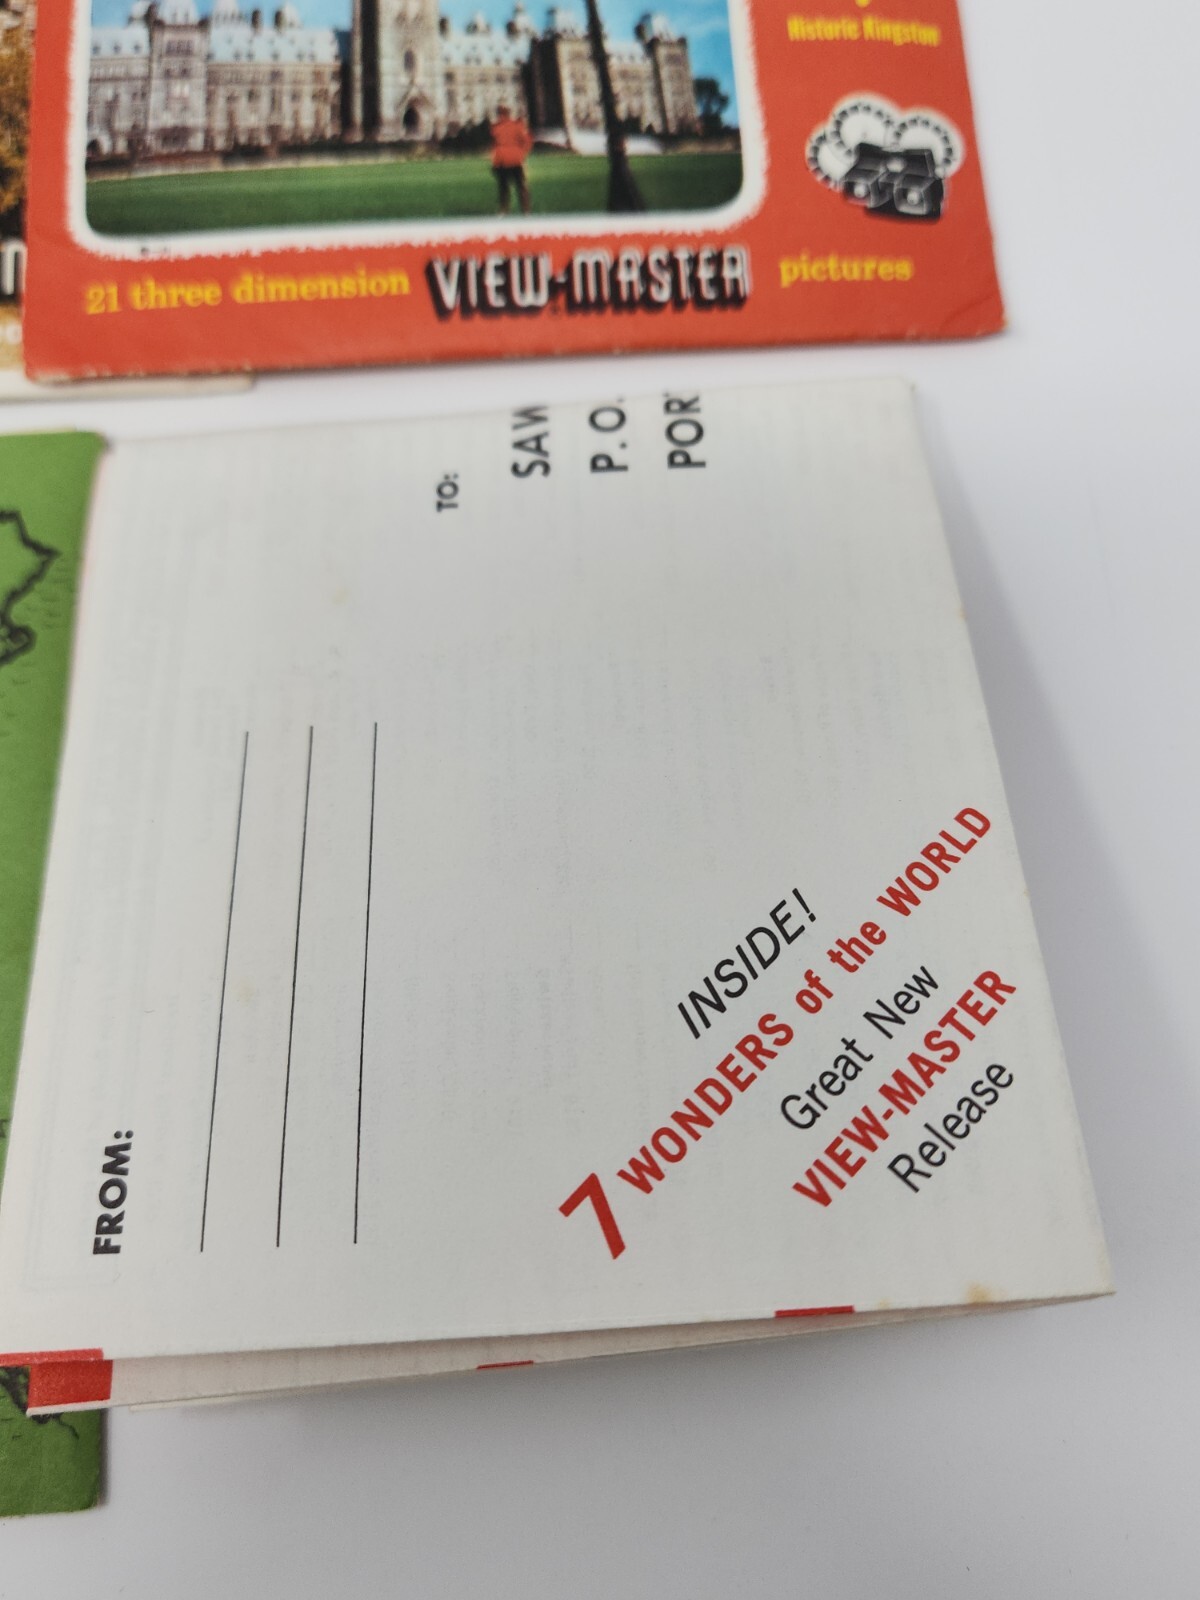 Historic Kingston
21 three dimension VIEW-MASTER pictures
TO:
SAW
P. O.
POR
FROM:
INSIDE!
7 WONDERS of the WORLD
Great New
VIEW-MASTER
Release